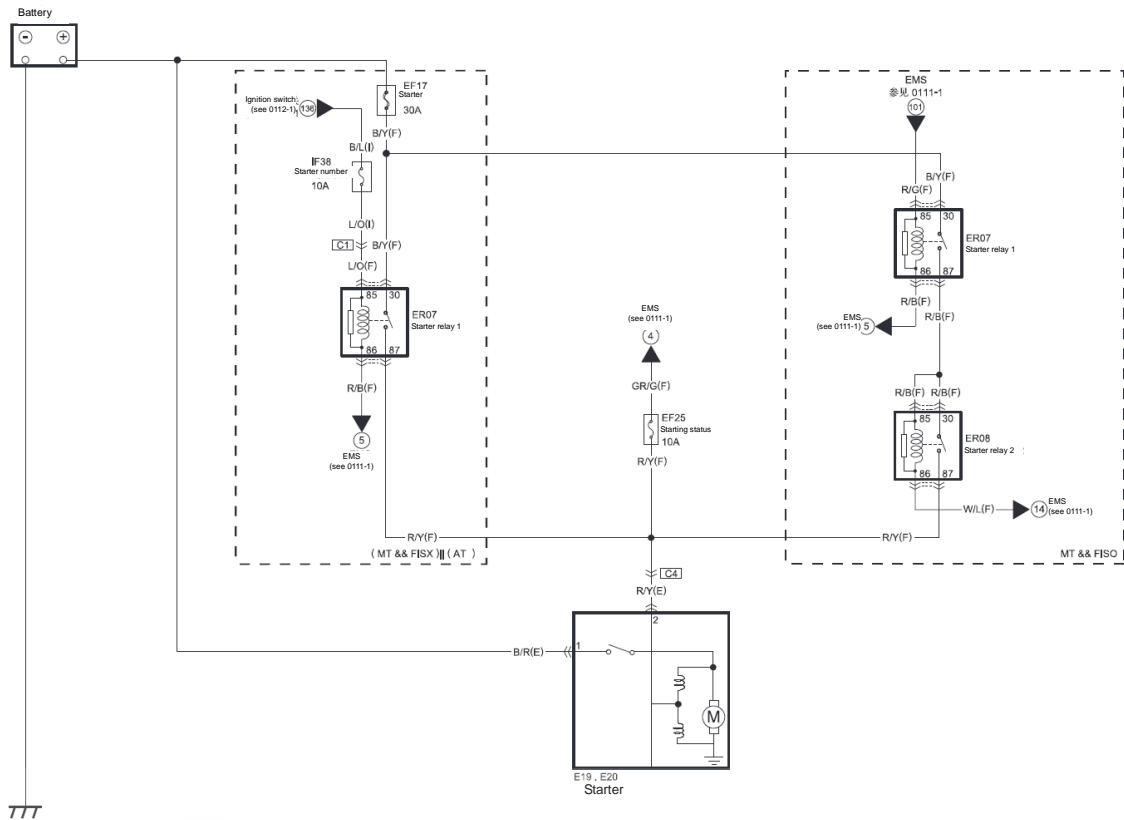 Battery
- +
EF17
Starter
30A
Ignition switch
(see 0112-1)
136
B/Y(F)
B/L(I)
IF38
Starter number
10A
L/O(I)
C1
B/Y(F)
L/O(F)
85 30
ER07
Starter relay 1
86 87
R/B(F)
5
EMS
(see 0111-1)
R/Y(F)
( MT && FISX )||( AT )
EMS
(see 0111-1)
4
GR/G(F)
EF25
Starting status
10A
R/Y(F)
C4
R/Y(E)
2
B/R(E)
1
M
E19 , E20
Starter
EMS
参见 0111-1
101
B/Y(F)
R/G(F)
85 30
ER07
Starter relay 1
86 87
R/B(F)
EMS
(see 0111-1)
5
R/B(F)
R/B(F) R/B(F)
85 30
ER08
Starter relay 2
86 87
W/L(F)
14
EMS
(see 0111-1)
R/Y(F)
MT && FISO